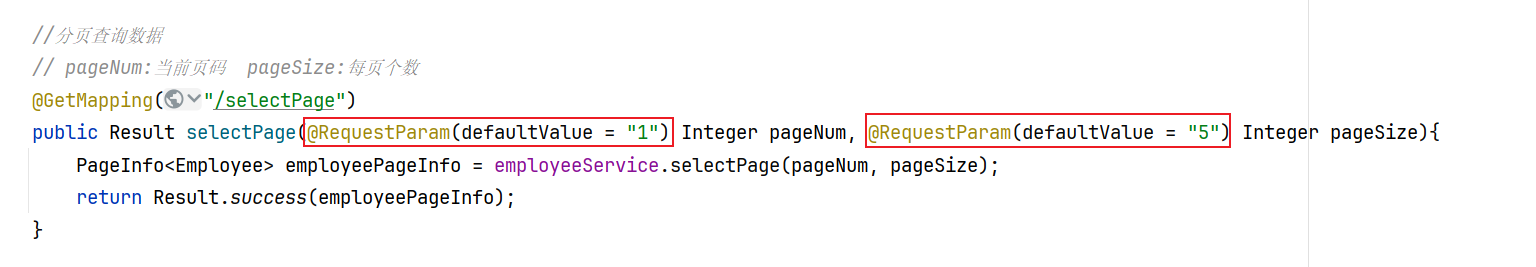 //分页查询数据
// pageNum:当前页码  pageSize:每页个数
@GetMapping("/selectPage")
public Result selectPage(@RequestParam(defaultValue = "1") Integer pageNum, @RequestParam(defaultValue = "5") Integer pageSize){
    PageInfo<Employee> employeePageInfo = employeeService.selectPage(pageNum, pageSize);
    return Result.success(employeePageInfo);
}